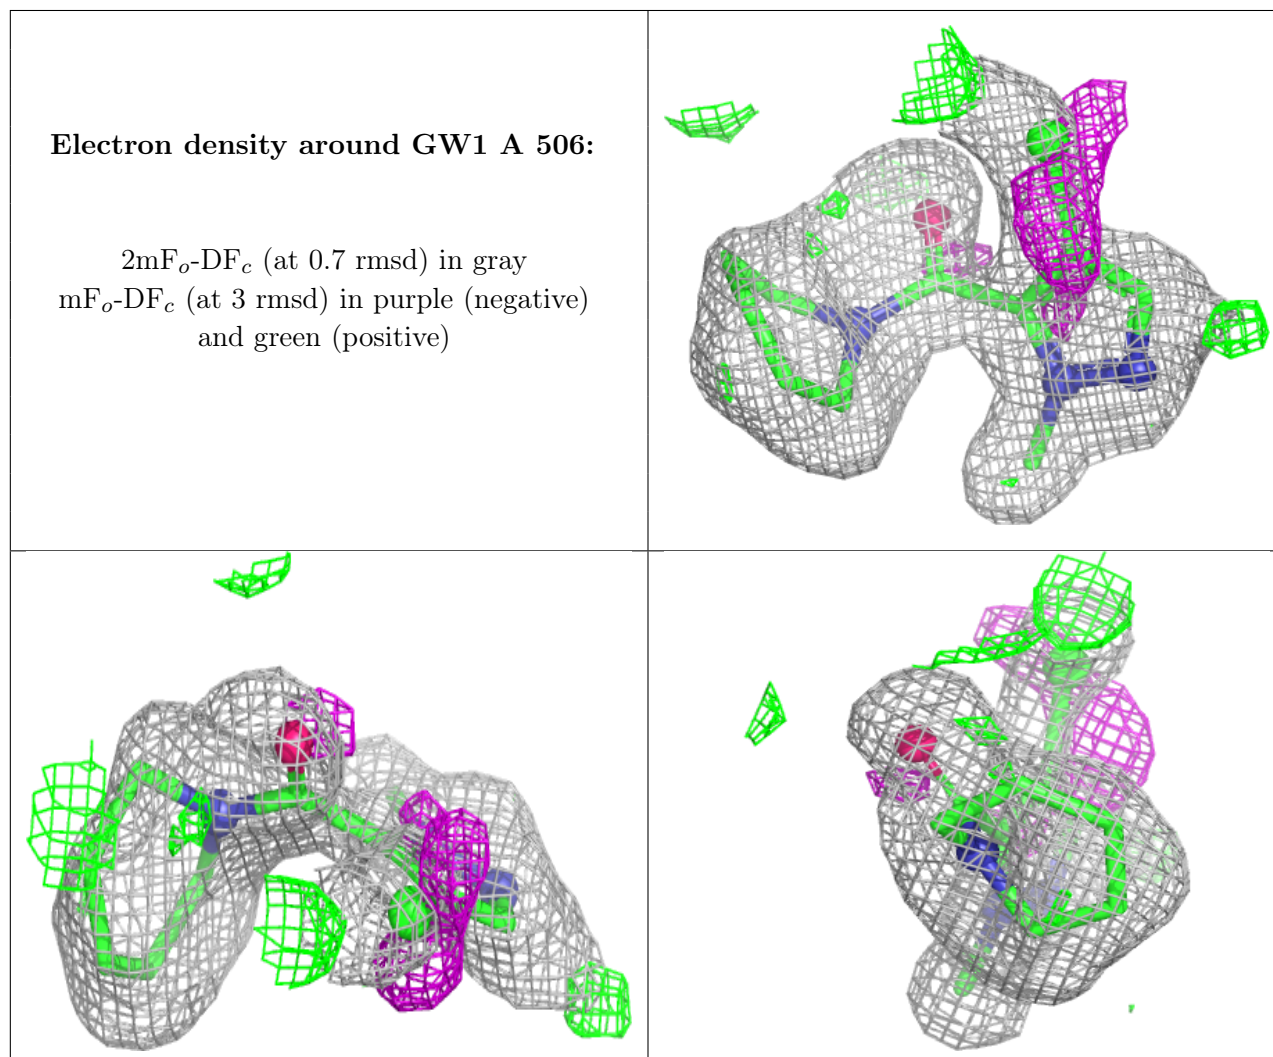 Electron density around GW1 A 506:
2mFₒ-DF𝒸 (at 0.7 rmsd) in gray
mFₒ-DF𝒸 (at 3 rmsd) in purple (negative)
and green (positive)